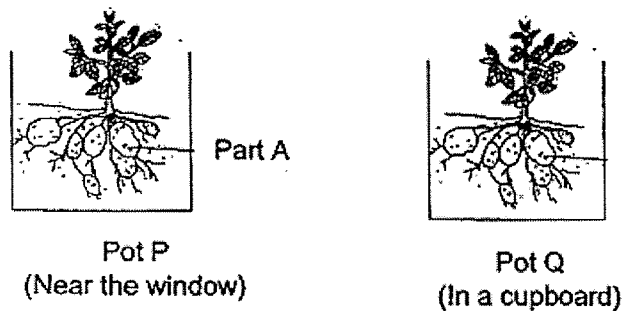 Part A
Pot P
(Near the window)
Pot Q
(In a cupboard)